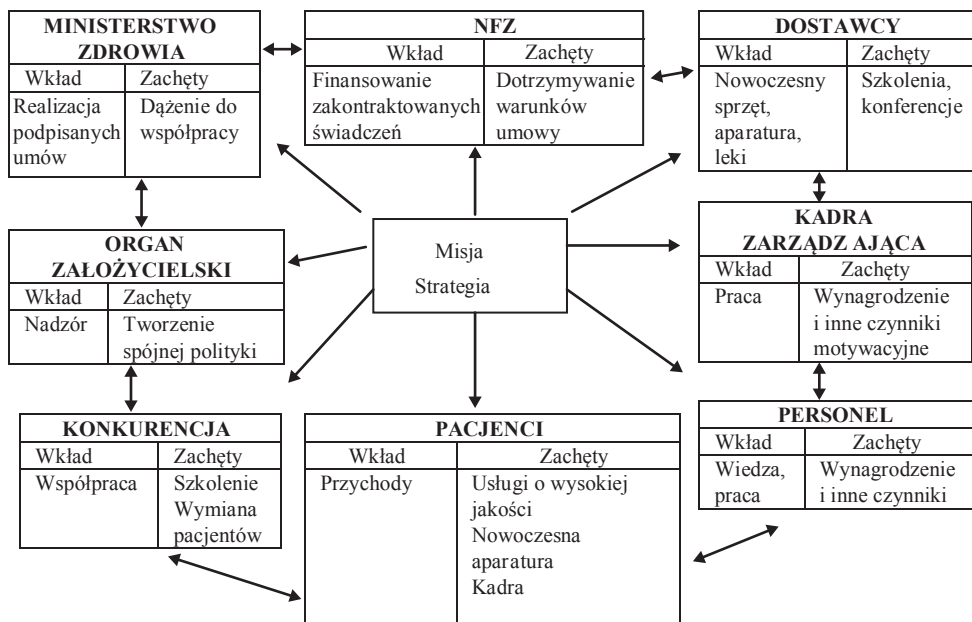 MINISTERSTWO
ZDROWIA
Wkład Zachęty
Realizacja
podpisanych
umów
Dążenie do
współpracy
NFZ
Wkład Zachęty
Finansowanie
zakontraktowanych
świadczeń
Dotrzymywanie
warunków
umowy
DOSTAWCY
Wkład Zachęty
Nowoczesny
sprzęt,
aparatura,
leki
Szkolenia,
konferencje
ORGAN
ZAŁOŻYCIELSKI
Wkład Zachęty
Nadzór
Tworzenie
spójnej polityki
Misja
Strategia
KADRA
ZARZĄDZ AJĄCA
Wkład Zachęty
Praca
Wynagrodzenie
i inne czynniki
motywacyjne
KONKURENCJA
Wkład Zachęty
Współpraca
Szkolenie
Wymiana
pacjentów
PACJENCI
Wkład Zachęty
Przychody
Usługi o wysokiej
jakości
Nowoczesna
aparatura
Kadra
PERSONEL
Wkład Zachęty
Wiedza,
praca
Wynagrodzenie
i inne czynniki